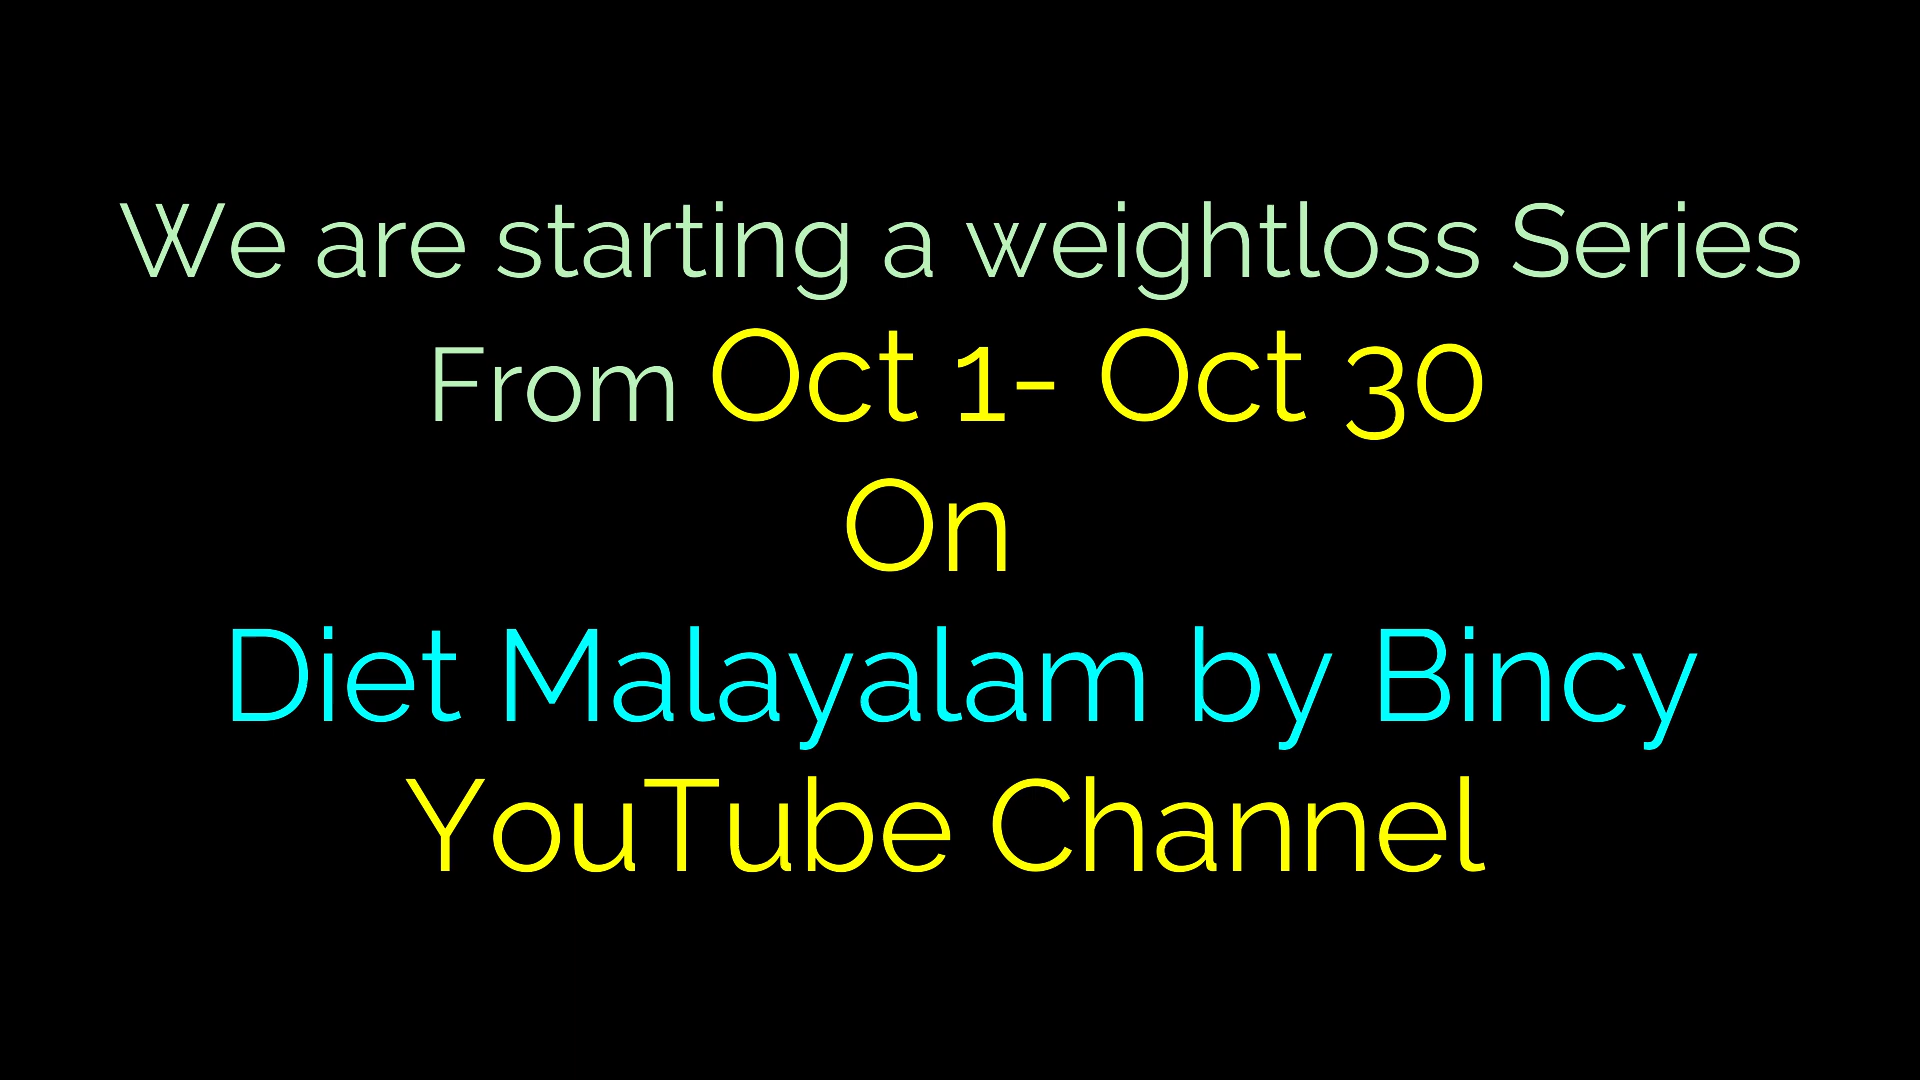 We are starting a weightloss Series
From Oct 1- Oct 30
On
Diet Malayalam by Bincy
YouTube Channel